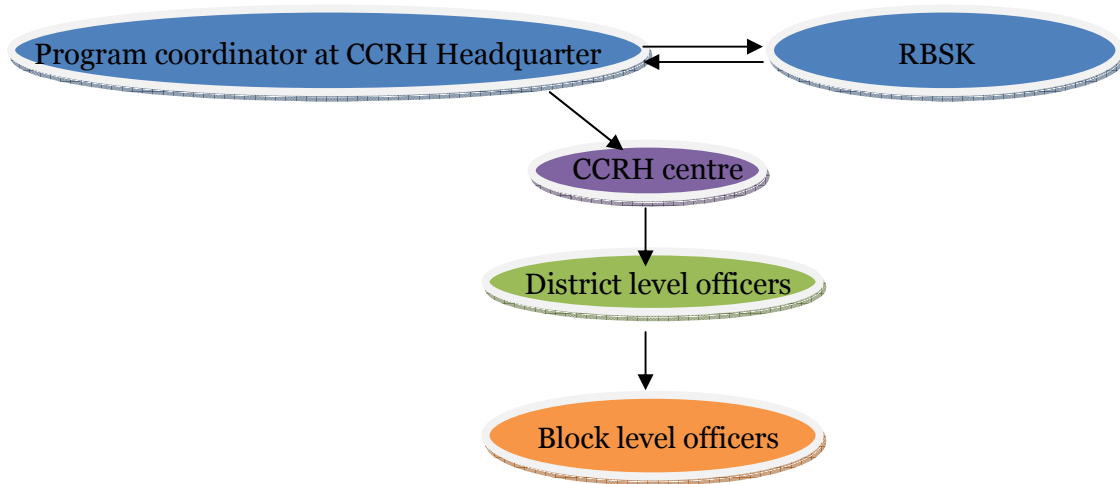 Program coordinator at CCRH Headquarter
RBSK
CCRH centre
District level officers
Block level officers